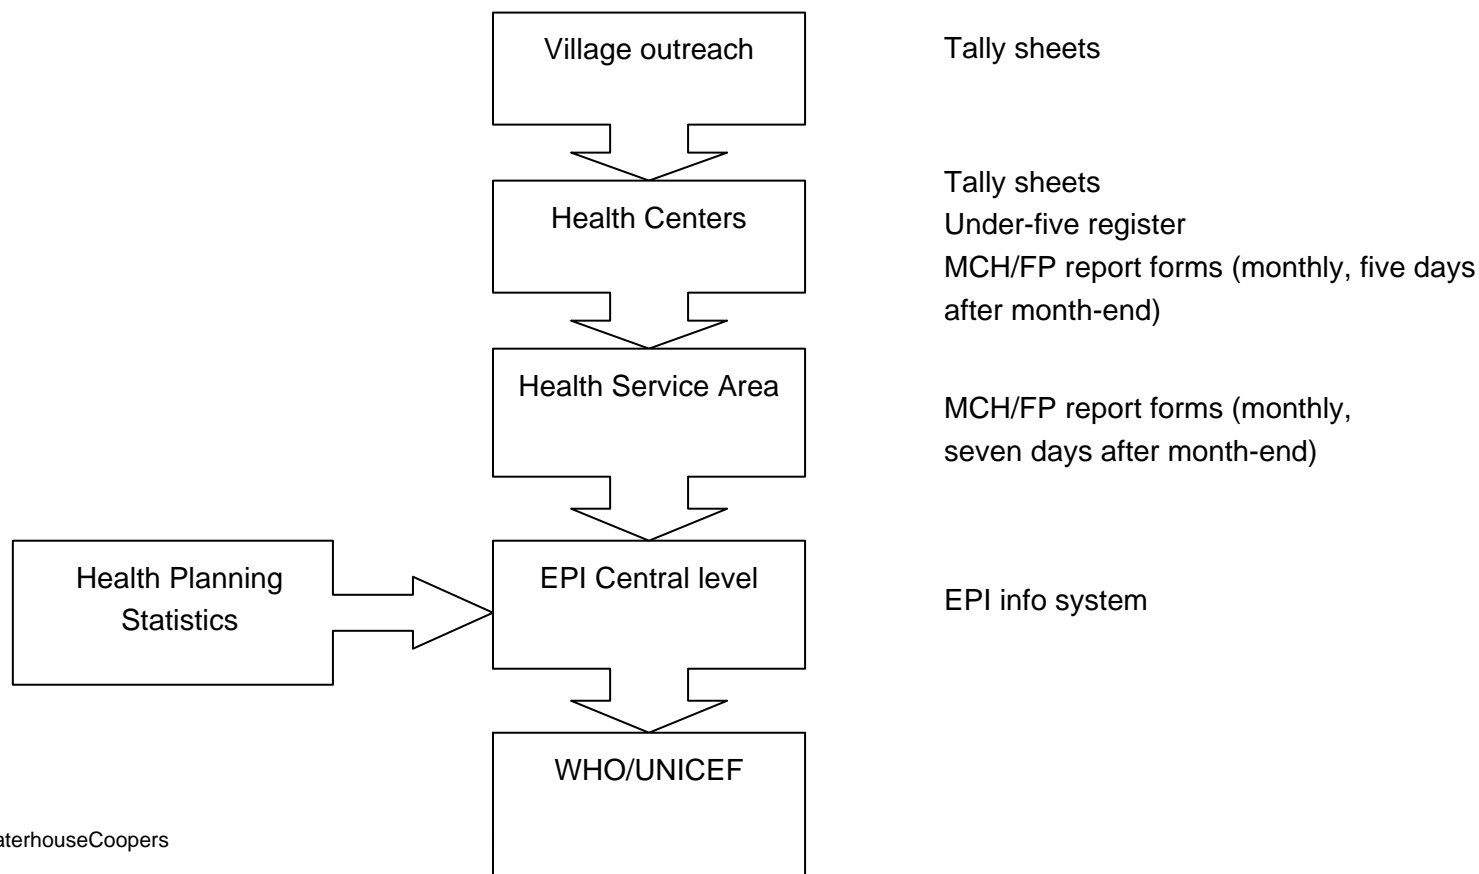 Village outreach
Tally sheets
Health Centers
Tally sheets
Under-five register
MCH/FP report forms (monthly, five days
after month-end)
Health Service Area
MCH/FP report forms (monthly,
seven days after month-end)
Health Planning
Statistics
EPI Central level
EPI info system
WHO/UNICEF
aterhouseCoopers